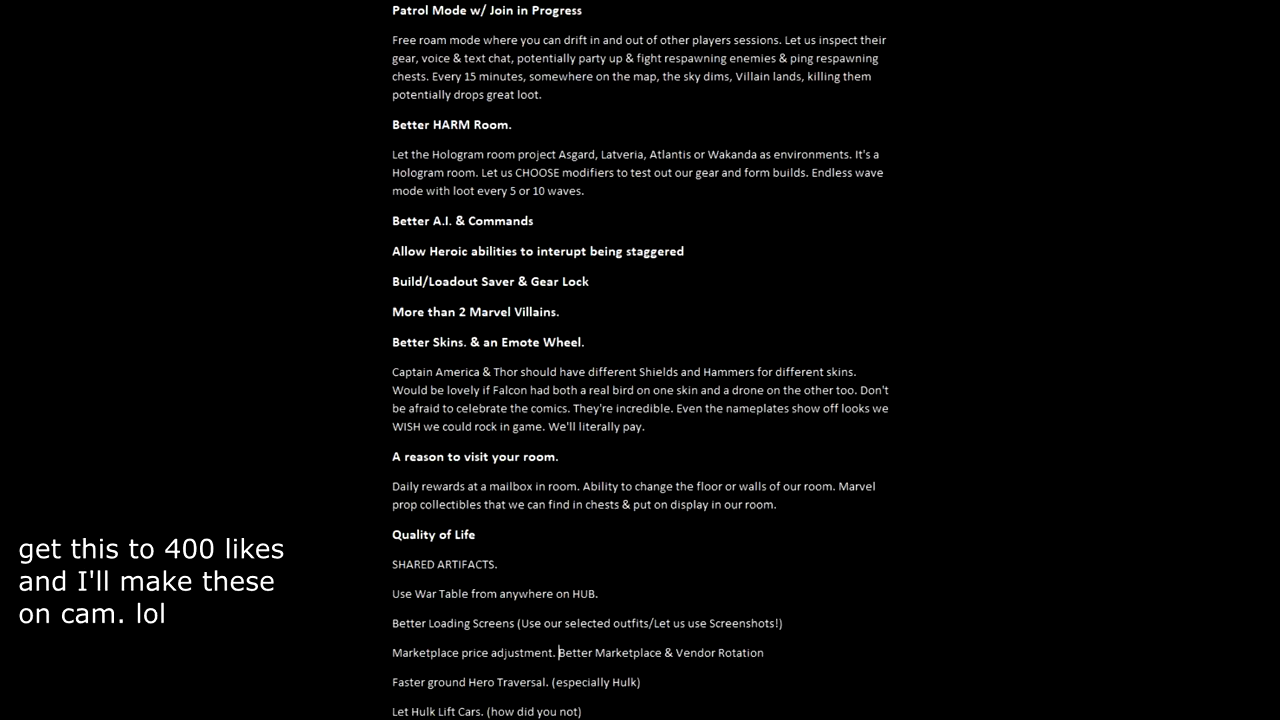 Patrol Mode w/ Join in Progress
Free roam mode where you can drift in and out of other players sessions. Let us inspect their
gear, voice & text chat, potentially party up & fight respawning enemies & ping respawning
chests. Every 15 minutes, somewhere on the map, the sky dims, Villain lands, killing them
potentially drops great loot.
Better HARM Room.
Let the Hologram room project Asgard, Latveria, Atlantis or Wakanda as environments. It's a
Hologram room. Let us CHOOSE modifiers to test out our gear and form builds. Endless wave
mode with loot every 5 or 10 waves.
Better A.I. & Commands
Allow Heroic abilities to interupt being staggered
Build/Loadout Saver & Gear Lock
More than 2 Marvel Villains.
Better Skins. & an Emote Wheel.
Captain America & Thor should have different Shields and Hammers for different skins.
Would be lovely if Falcon had both a real bird on one skin and a drone on the other too. Don't
be afraid to celebrate the comics. They're incredible. Even the nameplates show off looks we
WISH we could rock in game. We'll literally pay.
A reason to visit your room.
Daily rewards at a mailbox in room. Ability to change the floor or walls of our room. Marvel
prop collectibles that we can find in chests & put on display in our room.
Quality of Life
SHARED ARTIFACTS.
Use War Table from anywhere on HUB.
Better Loading Screens (Use our selected outfits/Let us use Screenshots!)
Marketplace price adjustment. Better Marketplace & Vendor Rotation
Faster ground Hero Traversal. (especially Hulk)
Let Hulk Lift Cars. (how did you not)
get this to 400 likes
and I'll make these
on cam. lol